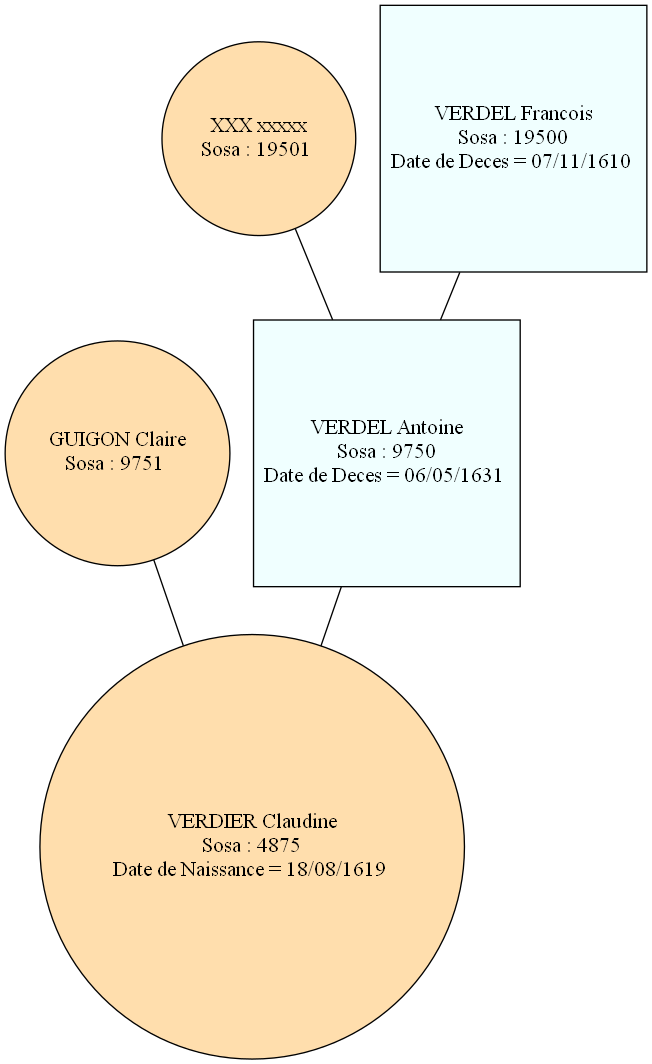 XXX xxxxx
Sosa : 19501
VERDEL Francois
Sosa : 19500
Date de Deces = 07/11/1610
GUIGON Claire
Sosa : 9751
VERDEL Antoine
Sosa : 9750
Date de Deces = 06/05/1631
VERDIER Claudine
Sosa : 4875
Date de Naissance = 18/08/1619